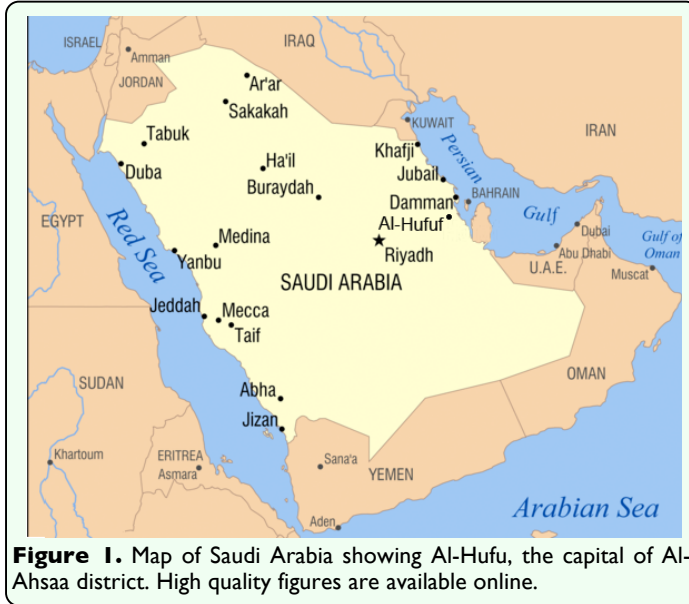 ISRAEL
Amman
JORDAN
IRAQ
IRAN
Ar'ar
Sakakah
KUWAIT
Tabuk
Khafji
Persian
Duba
Ha'il
Jubail
Buraydah
Damman
BAHRAIN
EGYPT
Al-Hufuf
Gulf
Dubai
Red Sea
Medina
Riyadh
Abu Dhabi
Gulf of
Oman
Yanbu
U.A.E.
Muscat
SAUDI ARABIA
Jeddah
Mecca
Taif
OMAN
SUDAN
Abha
Jizan
Khartoum
ERITREA
Asmara
Sana'a
YEMEN
Arabian Sea
Aden
Figure 1. Map of Saudi Arabia showing Al-Hufu, the capital of Al-
Ahsaa district. High quality figures are available online.